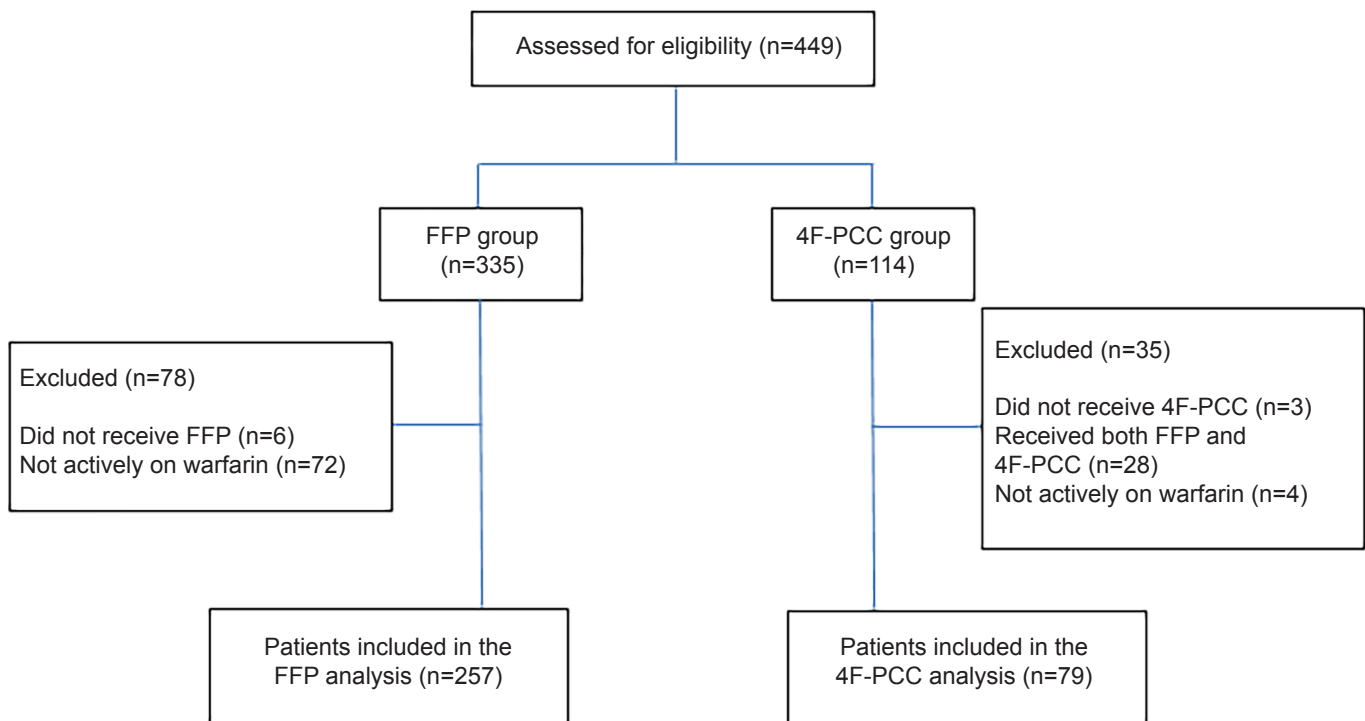 Assessed for eligibility (n=449)
FFP group
(n=335)
4F-PCC group
(n=114)
Excluded (n=78)
Did not receive FFP (n=6)
Not actively on warfarin (n=72)
Excluded (n=35)
Did not receive 4F-PCC (n=3)
Received both FFP and
4F-PCC (n=28)
Not actively on warfarin (n=4)
Patients included in the
FFP analysis (n=257)
Patients included in the
4F-PCC analysis (n=79)